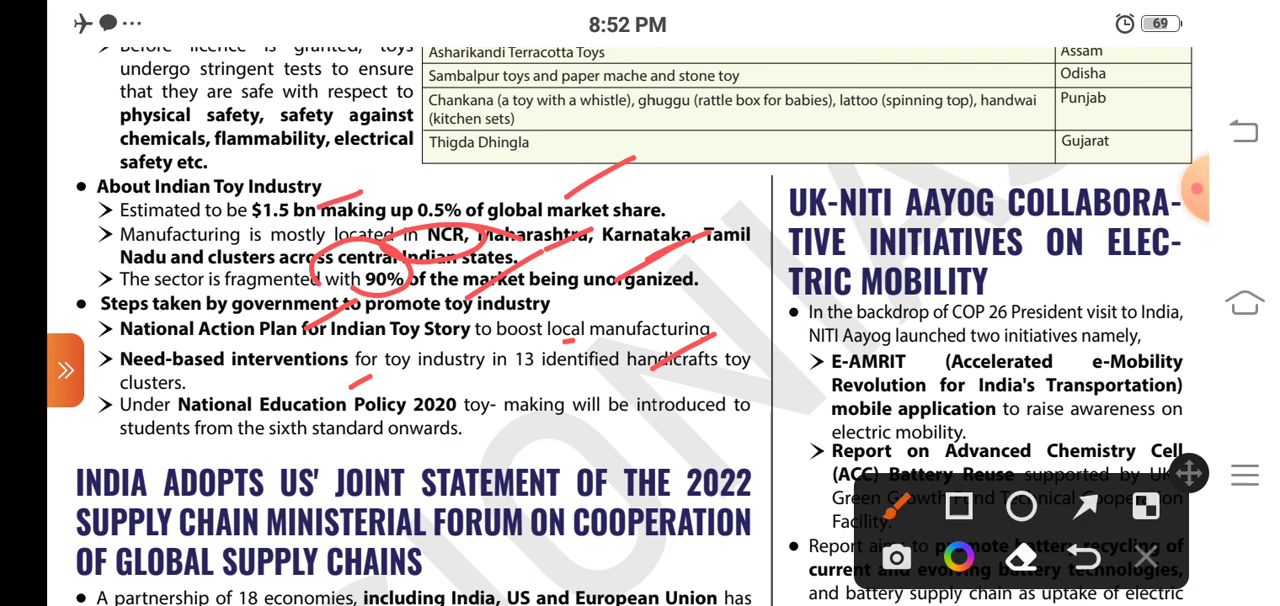 8:52 PM
69
Before licence is granted, toys
undergo stringent tests to ensure
that they are safe with respect to
physical safety, safety against
chemicals, flammability, electrical
safety etc.
Asharikandi Terracotta Toys Assam
Sambalpur toys and paper mache and stone toy Odisha
Chankana (a toy with a whistle), ghuggu (rattle box for babies), lattoo (spinning top), handwai Punjab
(kitchen sets)
Thigda Dhingla Gujarat
• About Indian Toy Industry
➢ Estimated to be $1.5 bn making up 0.5% of global market share.
➢ Manufacturing is mostly located in NCR, Maharashtra, Karnataka, Tamil
Nadu and clusters across central Indian states.
➢ The sector is fragmented with 90% of the market being unorganized.
• Steps taken by government to promote toy industry
➢ National Action Plan for Indian Toy Story to boost local manufacturing
➢ Need-based interventions for toy industry in 13 identified handicrafts toy
clusters.
➢ Under National Education Policy 2020 toy- making will be introduced to
students from the sixth standard onwards.
INDIA ADOPTS US' JOINT STATEMENT OF THE 2022
SUPPLY CHAIN MINISTERIAL FORUM ON COOPERATION
OF GLOBAL SUPPLY CHAINS
• A partnership of 18 economies, including India, US and European Union has
UK-NITI AAYOG COLLABORA-
TIVE INITIATIVES ON ELEC-
TRIC MOBILITY
• In the backdrop of COP 26 President visit to India,
NITI Aayog launched two initiatives namely,
➢ E-AMRIT (Accelerated e-Mobility
Revolution for India's Transportation)
mobile application to raise awareness on
electric mobility.
➢ Report on Advanced Chemistry Cell
(ACC) Battery Reuse supported by UK
Green Growth Fund Technical Cooperation
Facility.
• Report aims to promote battery recycling of
current and evolving battery technologies,
and battery supply chain as uptake of electric